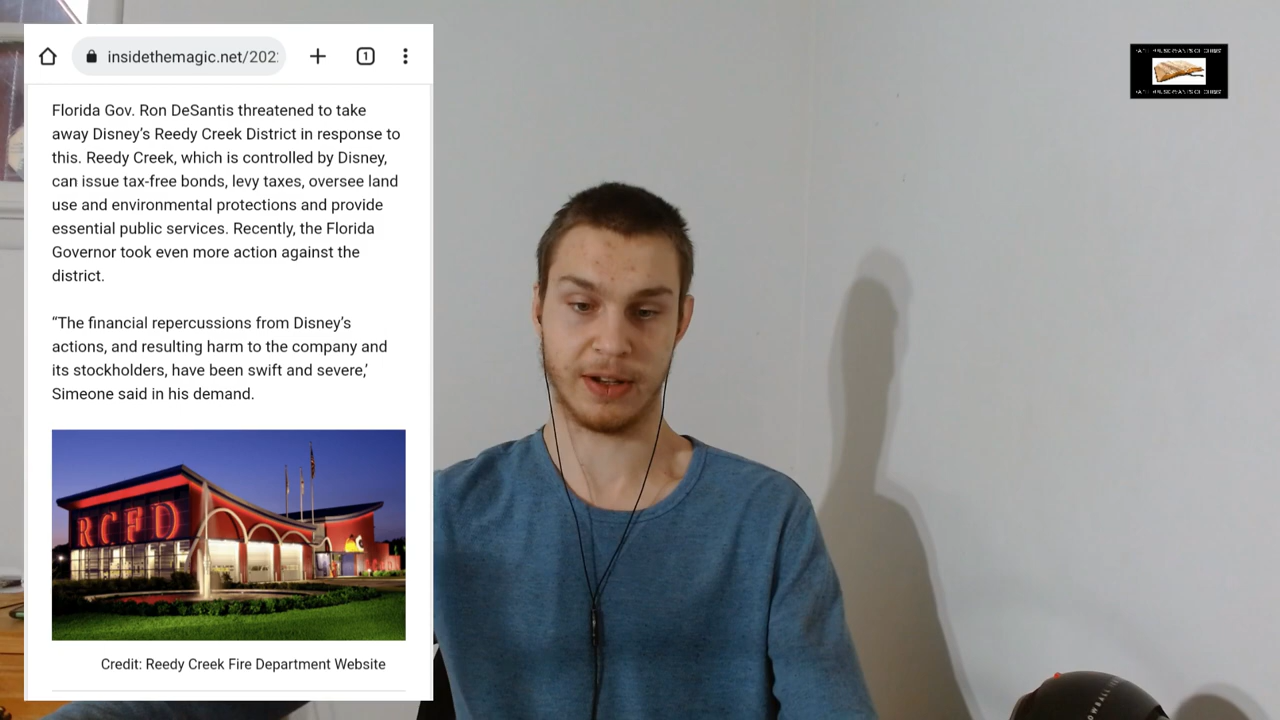 insidethemagic.net/202
1
Florida Gov. Ron DeSantis threatened to take
away Disney’s Reedy Creek District in response to
this. Reedy Creek, which is controlled by Disney,
can issue tax-free bonds, levy taxes, oversee land
use and environmental protections and provide
essential public services. Recently, the Florida
Governor took even more action against the
district.
“The financial repercussions from Disney’s
actions, and resulting harm to the company and
its stockholders, have been swift and severe,’
Simeone said in his demand.
RCFD
Credit: Reedy Creek Fire Department Website